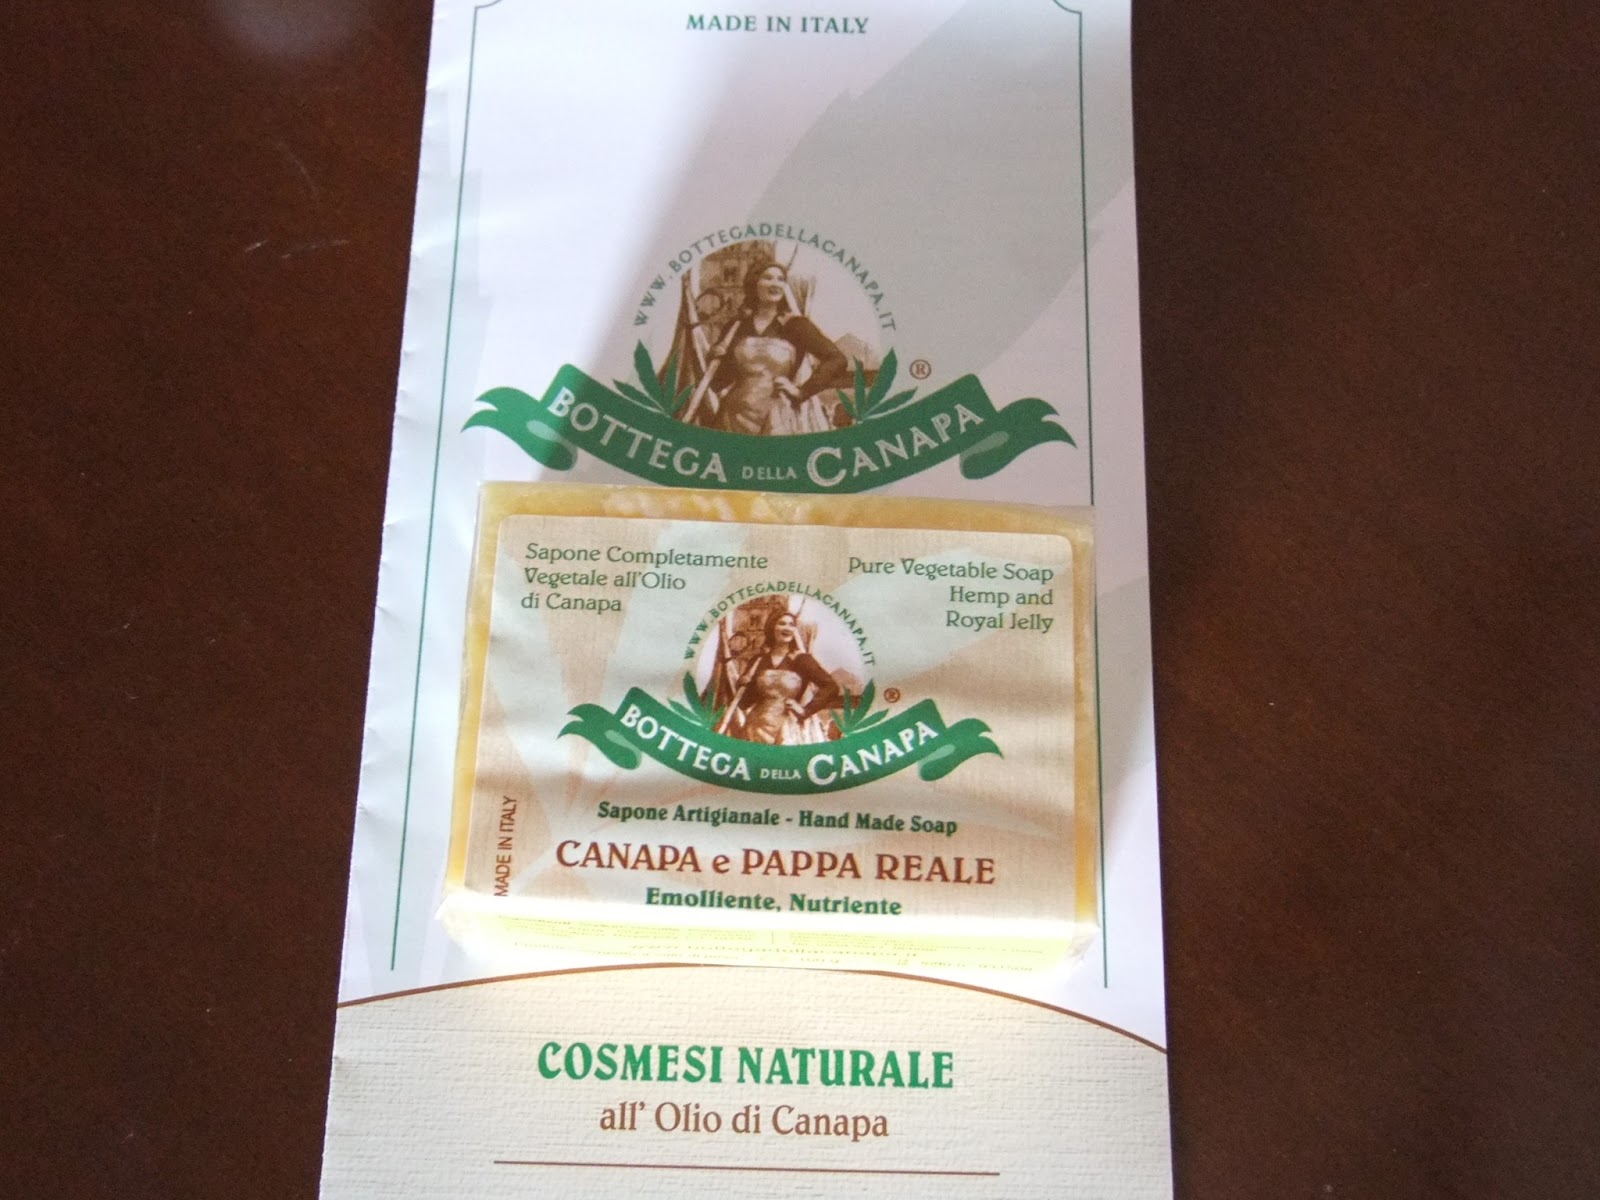 MADE IN ITALY
WWW.BOTTEGADELLACANAPA.IT
®
BOTTEGA DELLA CANAPA
Sapone Completamente
Vegetale all'Olio
di Canapa
Pure Vegetable Soap
Hemp and
Royal Jelly
WWW.BOTTEGADELLACANAPA.IT
®
BOTTEGA DELLA CANAPA
MADE IN ITALY
Sapone Artigianale - Hand Made Soap
CANAPA e PAPPA REALE
Emolliente, Nutriente
COSMESI NATURALE
all' Olio di Canapa